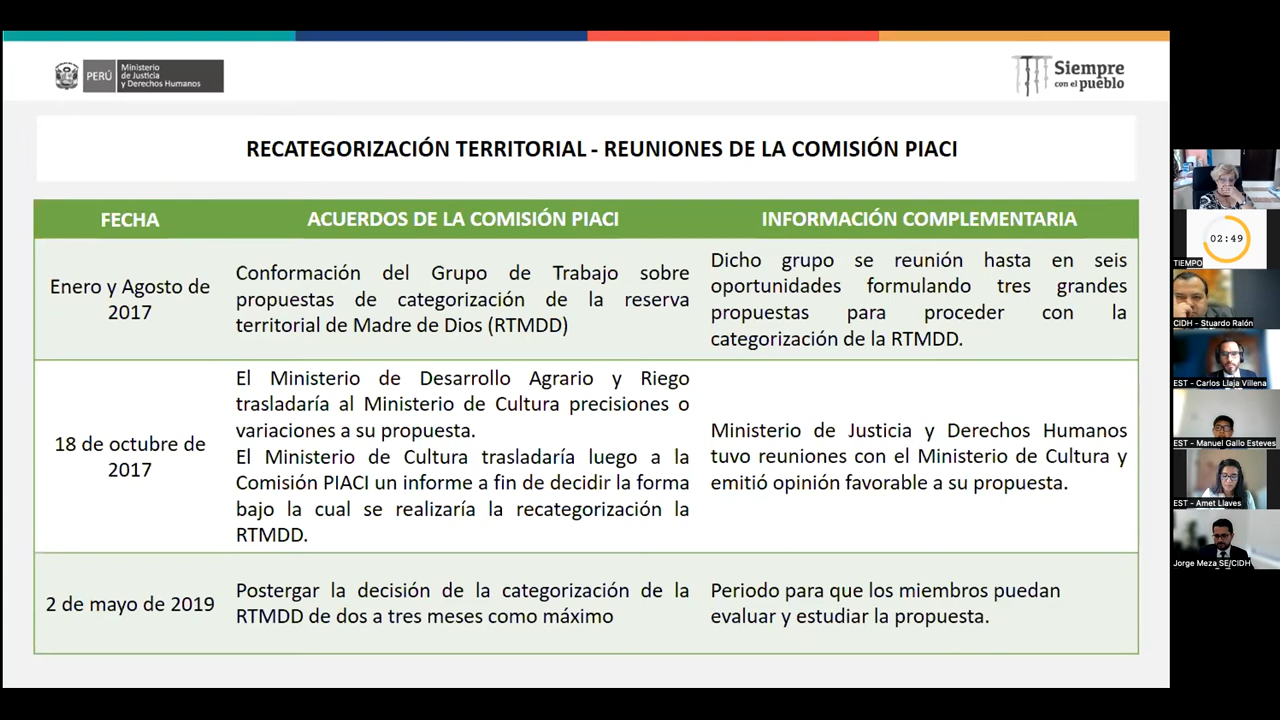 PERÚ
Ministerio
de Justicia
y Derechos Humanos
Siempre
con el pueblo
RECATEGORIZACIÓN TERRITORIAL - REUNIONES DE LA COMISIÓN PIACI
FECHA
ACUERDOS DE LA COMISIÓN PIACI
INFORMACIÓN COMPLEMENTARIA
Enero y Agosto de
2017
Conformación del Grupo de Trabajo sobre
propuestas de categorización de la reserva
territorial de Madre de Dios (RTMDD)
Dicho grupo se reunión hasta en seis
oportunidades formulando tres grandes
propuestas para proceder con la
categorización de la RTMDD.
18 de octubre de
2017
El Ministerio de Desarrollo Agrario y Riego
trasladaría al Ministerio de Cultura precisiones o
variaciones a su propuesta.
El Ministerio de Cultura trasladaría luego a la
Comisión PIACI un informe a fin de decidir la forma
bajo la cual se realizaría la recategorización la
RTMDD.
Ministerio de Justicia y Derechos Humanos
tuvo reuniones con el Ministerio de Cultura y
emitió opinión favorable a su propuesta.
2 de mayo de 2019
Postergar la decisión de la categorización de la
RTMDD de dos a tres meses como máximo
Periodo para que los miembros puedan
evaluar y estudiar la propuesta.
02:49
TIEMPO
CIDH - Stuardo Ralón
EST - Carlos Llaja Villena
EST - Manuel Gallo Esteves
EST - Amet Llaves
Jorge Meza SE/CIDH